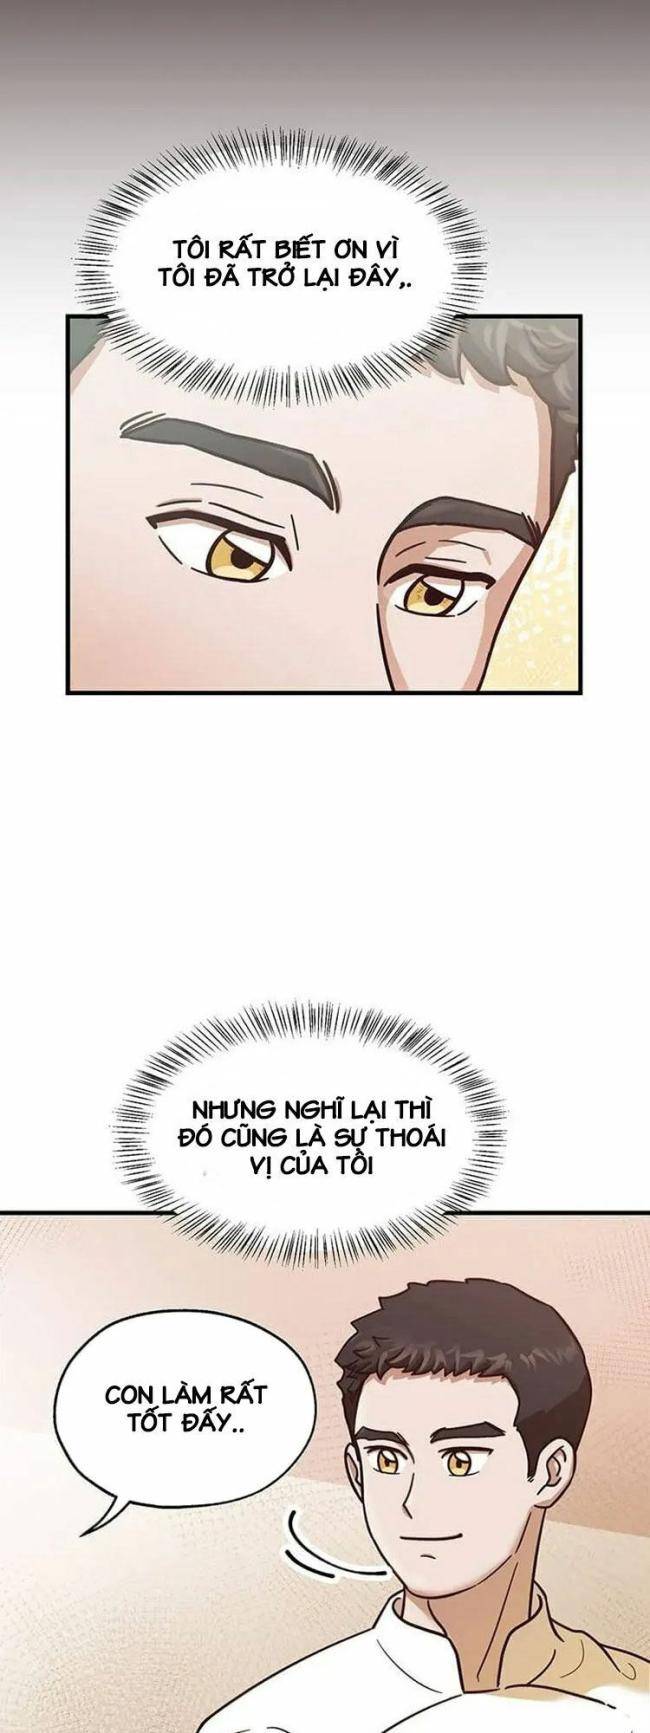 TÔI RẤT BIẾT ƠN VÌ
TÔI ĐÃ TRỞ LẠI ĐÂY,.
NHƯNG NGHĨ LẠI THÌ
ĐÓ CŨNG LÀ SỰ THOÁI
VỊ CỦA TÔI
CON LÀM RẤT
TỐT ĐẤY..